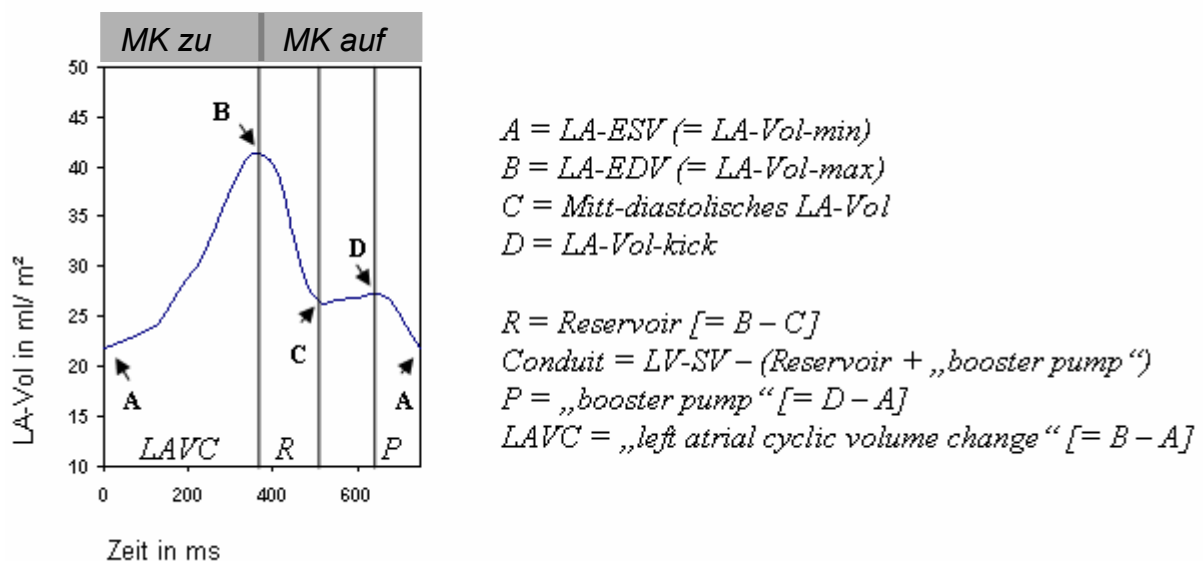 MK zu MK auf
50
45
40
35
30
25
20
15
10
LA-Vol in ml/ m²
B
D
C
A
A
LAVC R P
0 200 400 600
Zeit in ms
A = LA-ESV (= LA-Vol-min)
B = LA-EDV (= LA-Vol-max)
C = Mitt-diastolisches LA-Vol
D = LA-Vol-kick
R = Reservoir [= B – C]
Conduit = LV-SV – (Reservoir + „booster pump“)
P = „booster pump“ [= D – A]
LAVC = „left atrial cyclic volume change“ [= B – A]